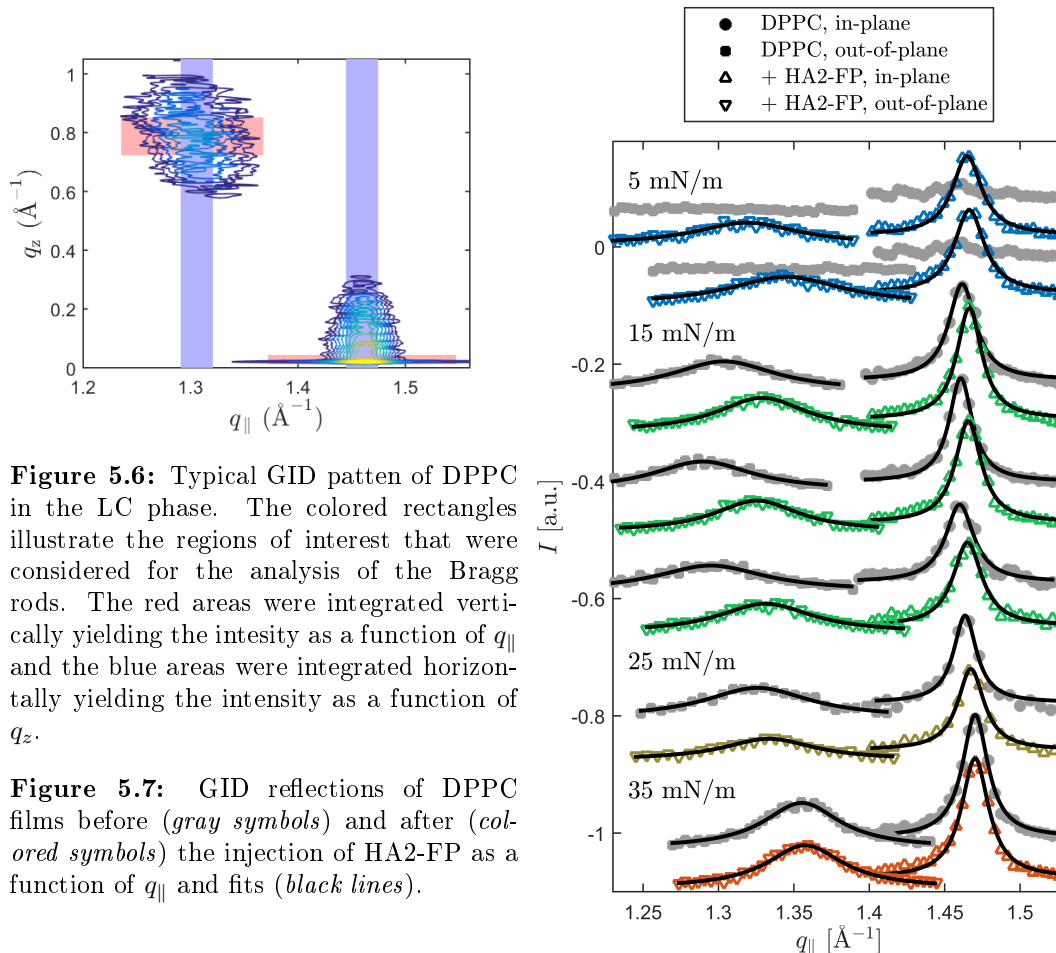 1
0.8
0.6
0.4
0.2
0
q_z (Å⁻¹)
1.2 1.3 1.4 1.5
q_∥ (Å⁻¹)
Figure 5.6: Typical GID patten of DPPC
in the LC phase. The colored rectangles
illustrate the regions of interest that were
considered for the analysis of the Bragg
rods. The red areas were integrated verti-
cally yielding the intesity as a function of q_∥
and the blue areas were integrated horizon-
tally yielding the intensity as a function of
q_z.
Figure 5.7: GID reflections of DPPC
films before (gray symbols) and after (col-
ored symbols) the injection of HA2-FP as a
function of q_∥ and fits (black lines).
DPPC, in-plane
DPPC, out-of-plane
+ HA2-FP, in-plane
+ HA2-FP, out-of-plane
5 mN/m
15 mN/m
25 mN/m
35 mN/m
0
-0.2
-0.4
-0.6
-0.8
-1
I [a.u.]
1.25 1.3 1.35 1.4 1.45 1.5
q_∥ [Å⁻¹]